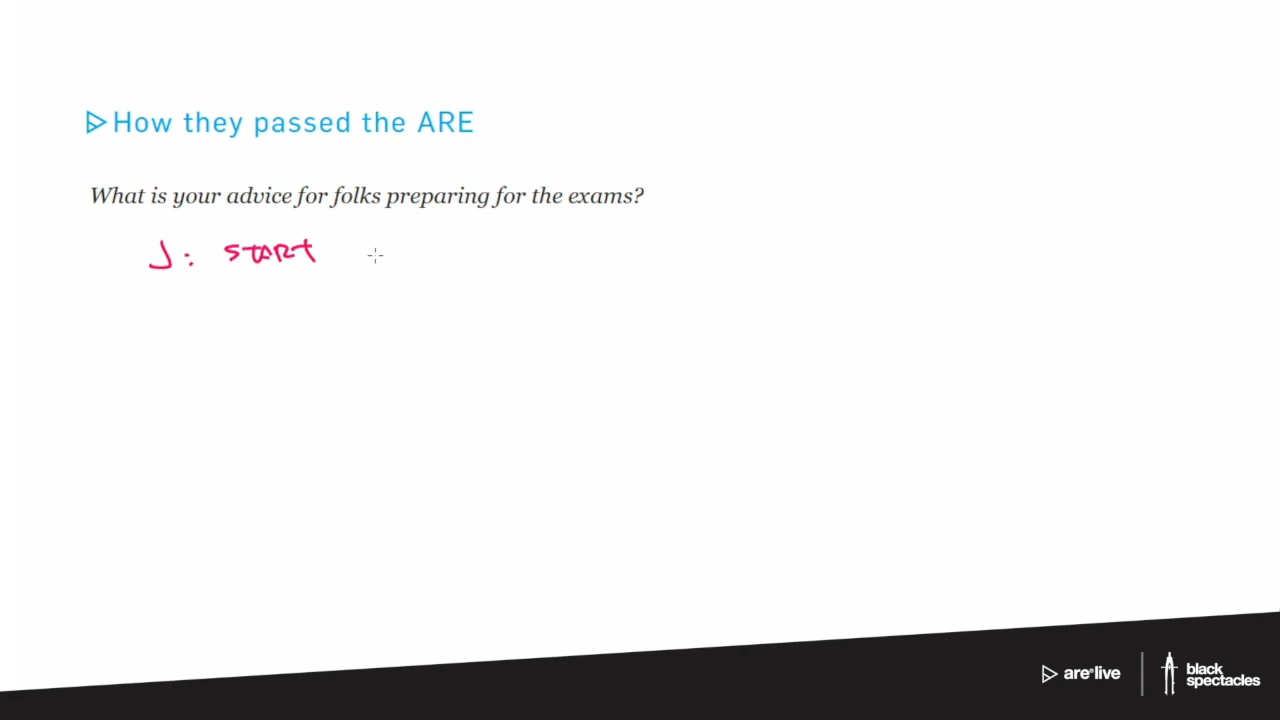 How they passed the ARE
What is your advice for folks preparing for the exams?
J: START
are®live
black
spectacles